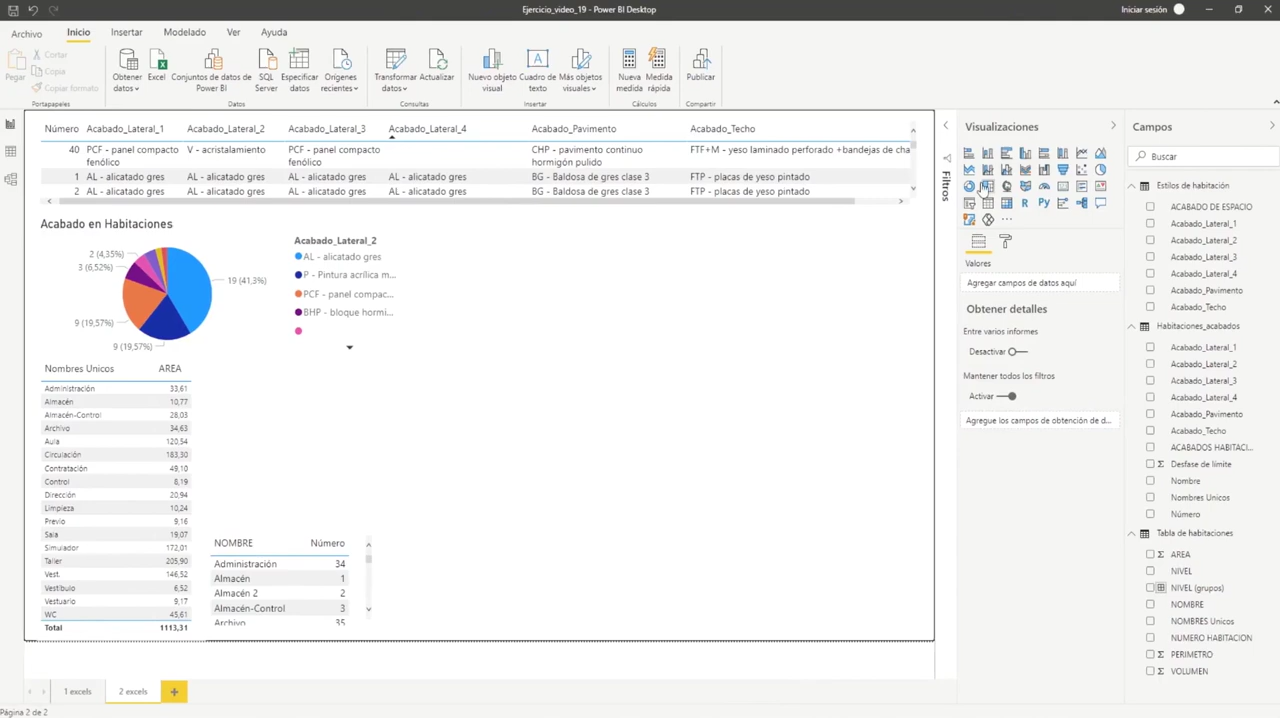 Ejercicio_video_19 - Power BI Desktop
Iniciar sesión
Archivo Inicio Insertar Modelado Ver Ayuda
Pegar
Cortar
Copia
Copiar formato
Portapapeles
Obtener datos
Excel
Conjuntos de datos de Power BI
SQL Server
Especificar datos
Orígenes recientes
Datos
Transformar datos
Actualizar
Consultas
Nuevo objeto visual
Cuadro de texto
Más objetos visuales
Insertar
Nueva medida
Medida rápida
Cálculos
Publicar
Compartir
Número Acabado_Lateral_1 Acabado_Lateral_2 Acabado_Lateral_3 Acabado_Lateral_4 Acabado_Pavimento Acabado_Techo
40 PCF - panel compacto fenólico V - acristalamiento PCF - panel compacto fenólico CHP - pavimento continuo hormigón pulido FTF+M - yeso laminado perforado +bandejas de cha
1 AL - alicatado gres AL - alicatado gres AL - alicatado gres AL - alicatado gres BG - Baldosa de gres clase 3 FTP - placas de yeso pintado
2 AL - alicatado gres AL - alicatado gres AL - alicatado gres AL - alicatado gres BG - Baldosa de gres clase 3 FTP - placas de yeso pintado
Acabado en Habitaciones
2 (4,35%)
3 (6,52%)
19 (41,3%)
9 (19,57%)
9 (19,57%)
Acabado_Lateral_2
AL - alicatado gres
P - Pintura acrílica m...
PCF - panel compac...
BHP - bloque hormi...
Nombres Unicos AREA
Administración 33,61
Almacén 10,77
Almacén-Control 28,03
Archivo 34,63
Aula 120,54
Circulación 183,30
Contratación 49,10
Control 8,19
Dirección 20,94
Limpieza 10,24
Previo 9,16
Sala 19,07
Simulador 172,01
Taller 205,90
Vest. 146,52
Vestíbulo 6,52
Vestuario 9,17
WC 45,61
Total 1113,31
NOMBRE Número
Administración 34
Almacén 1
Almacén 2 2
Almacén-Control 3
Archivo 35
1 excels 2 excels +
Página 2 de 2
Filtros
Visualizaciones
R Py
Valores
Agregar campos de datos aquí
Obtener detalles
Entre varios informes
Desactivar
Mantener todos los filtros
Activar
Agregue los campos de obtención de d...
Campos
Buscar
Estilos de habitación
ACABADO DE ESPACIO
Acabado_Lateral_1
Acabado_Lateral_2
Acabado_Lateral_3
Acabado_Lateral_4
Acabado_Pavimento
Acabado_Techo
Habitaciones_acabados
Acabado_Lateral_1
Acabado_Lateral_2
Acabado_Lateral_3
Acabado_Lateral_4
Acabado_Pavimento
Acabado_Techo
ACABADOS HABITACI...
Σ Desfase de límite
Nombre
Nombres Unicos
Número
Tabla de habitaciones
Σ AREA
NIVEL
NIVEL (grupos)
NOMBRE
NOMBRES Unicos
NUMERO HABITACION
Σ PERIMETRO
Σ VOLUMEN